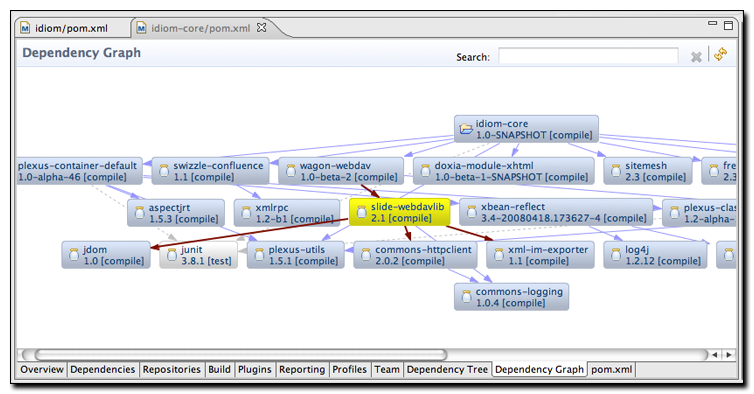 idiom/pom.xml
idiom-core/pom.xml
Dependency Graph
Search:
idiom-core
1.0-SNAPSHOT [compile]
plexus-container-default
1.0-alpha-46 [compile]
swizzle-confluence
1.1 [compile]
wagon-webdav
1.0-beta-2 [compile]
doxia-module-xhtml
1.0-beta-1-SNAPSHOT [compile]
sitemesh
2.3 [compile]
fre
2.3
aspectjrt
1.5.3 [compile]
xmlrpc
1.2-b1 [compile]
slide-webdavlib
2.1 [compile]
xbean-reflect
3.4-20080418.173627-4 [compile]
plexus-clas
1.2-alpha-
jdom
1.0 [compile]
junit
3.8.1 [test]
plexus-utils
1.5.1 [compile]
commons-httpclient
2.0.2 [compile]
xml-im-exporter
1.1 [compile]
log4j
1.2.12 [compile]
commons-logging
1.0.4 [compile]
Overview Dependencies Repositories Build Plugins Reporting Profiles Team Dependency Tree Dependency Graph pom.xml